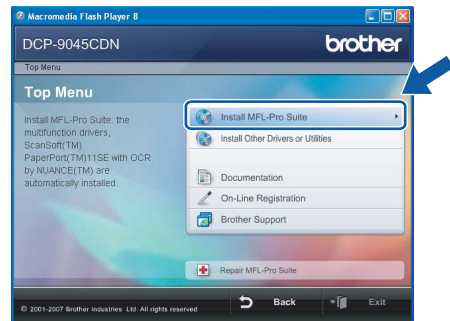 Macromedia Flash Player 8
DCP-9045CDN
brother
Top Menu
Top Menu
Install MFL-Pro Suite: the
multifunction drivers,
ScanSoft(TM)
PaperPort(TM)11SE with OCR
by NUANCE(TM) are
automatically installed.
Install MFL-Pro Suite
Install Other Drivers or Utilities
Documentation
On-Line Registration
Brother Support
Repair MFL-Pro Suite
© 2001-2007 Brother Industries Ltd. All rights reserved
Back
Exit